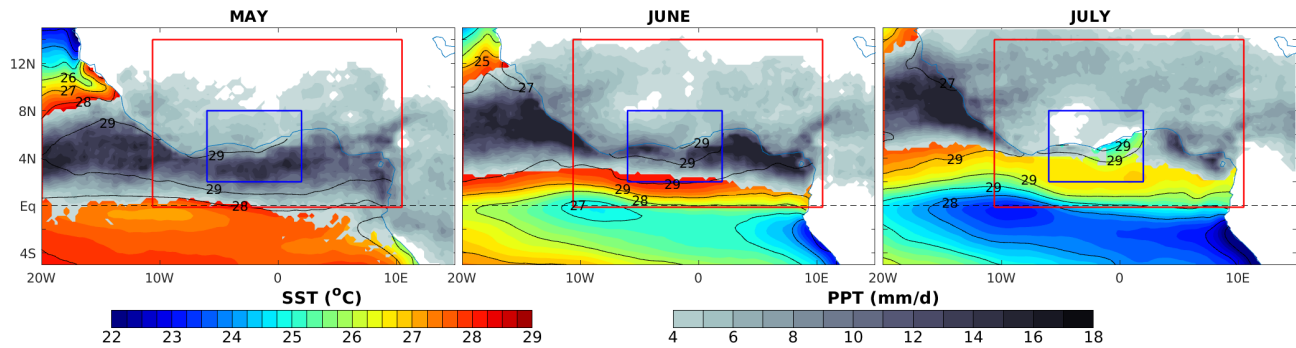 MAY
JUNE
JULY
12N
8N
4N
Eq
4S
26
27
28
29
29
29
28
25
27
29
29
29
28
27
27
29
29
29
29
28
20W
10W
0
10E
20W
10W
0
10E
20W
10W
0
10E
SST (°C)
22 23 24 25 26 27 28 29
PPT (mm/d)
4 6 8 10 12 14 16 18